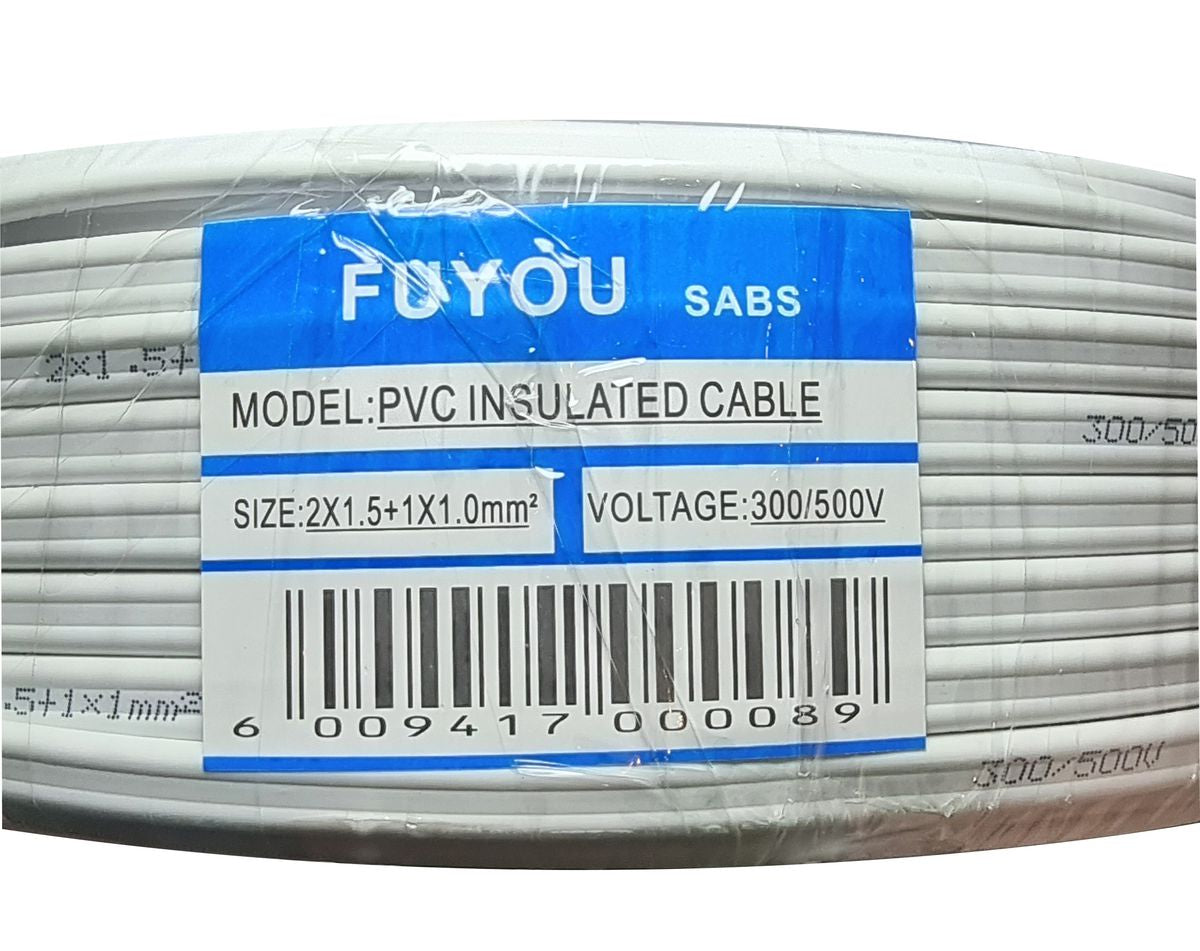 FUYOU SABS
2x1.5+
MODEL:PVC INSULATED CABLE
300/50
SIZE:2X1.5+1X1.0mm² VOLTAGE:300/500V
.5+1x1mm²
6 009417 000089
300/500V